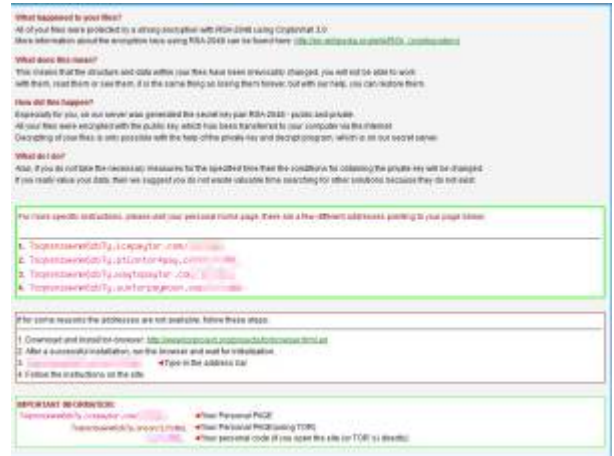 What happened to your files?
All of your files were protected by a strong encryption with RSA-2048 using CryptoWall 3.0
More information about the encryption keys using RSA-2048 can be found here:
What does this mean?
This means that the structure and data within your files have been irrevocably changed, you will not be able to work
with them, read them or see them, it is the same thing as losing them forever, but with our help, you can restore them.
How did this happen?
Especially for you, on our server was generated the secret key pair RSA-2048 - public and private.
All your files were encrypted with the public key, which has been transferred to your computer via the Internet.
Decrypting of your files is only possible with the help of the private key and decrypt program, which is on our secret server.
What do I do?
Alas, if you do not take the necessary measures for the specified time then the conditions for obtaining the private key will be changed
If you really value your data, then we suggest you do not waste valuable time searching for other solutions because they do not exist.
For more specific instructions, please visit your personal home page, there are a few different addresses pointing to your page below:
1.
2.
3.
4.
If for some reasons the addresses are not available, follow these steps:
1. Download and install tor-browser:
2. After a successful installation, run the browser and wait for initialization.
3. ◄Type in the address bar
4. Follow the instructions on the site.
IMPORTANT INFORMATION:
◄Your Personal PAGE
◄Your Personal PAGE(using TOR)
◄Your personal code (if you open the site (or TOR 's) directly)